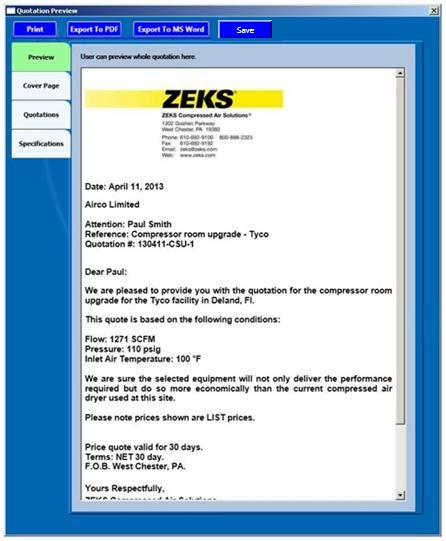 Quotation Preview
Print
Export To PDF
Export To MS Word
Save
Preview
Cover Page
Quotations
Specifications
User can preview whole quotation here.
ZEKS®
ZEKS Compressed Air Solutions®
1302 Goshen Parkway
West Chester, PA 19380
Phone: 610-692-9100 800-888-2323
Fax: 610-692-9192
Email: zeks@zeks.com
Web: www.zeks.com
Date: April 11, 2013
Airco Limited
Attention: Paul Smith
Reference: Compressor room upgrade - Tyco
Quotation #: 130411-CSU-1
Dear Paul:
We are pleased to provide you with the quotation for the compressor room
upgrade for the Tyco facility in Deland, Fl.
This quote is based on the following conditions:
Flow: 1271 SCFM
Pressure: 110 psig
Inlet Air Temperature: 100 °F
We are sure the selected equipment will not only deliver the performance
required but do so more economically than the current compressed air
dryer used at this site.
Please note prices shown are LIST prices.
Price quote valid for 30 days.
Terms: NET 30 day.
F.O.B. West Chester, PA.
Yours Respectfully,
ZEKS Compressed Air Solutions